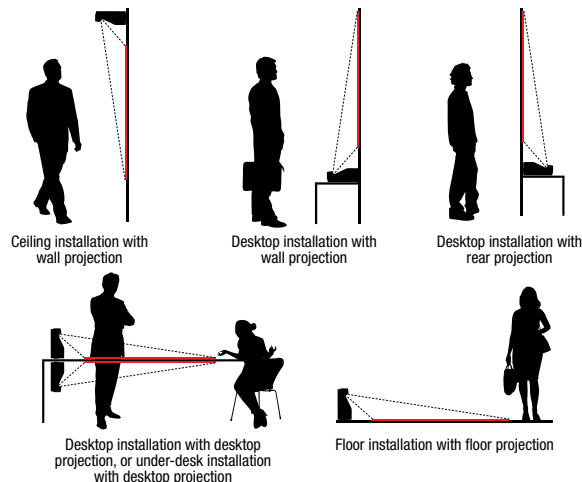 Ceiling installation with
wall projection
Desktop installation with
wall projection
Desktop installation with
rear projection
Desktop installation with desktop
projection, or under-desk installation
with desktop projection
Floor installation with floor projection